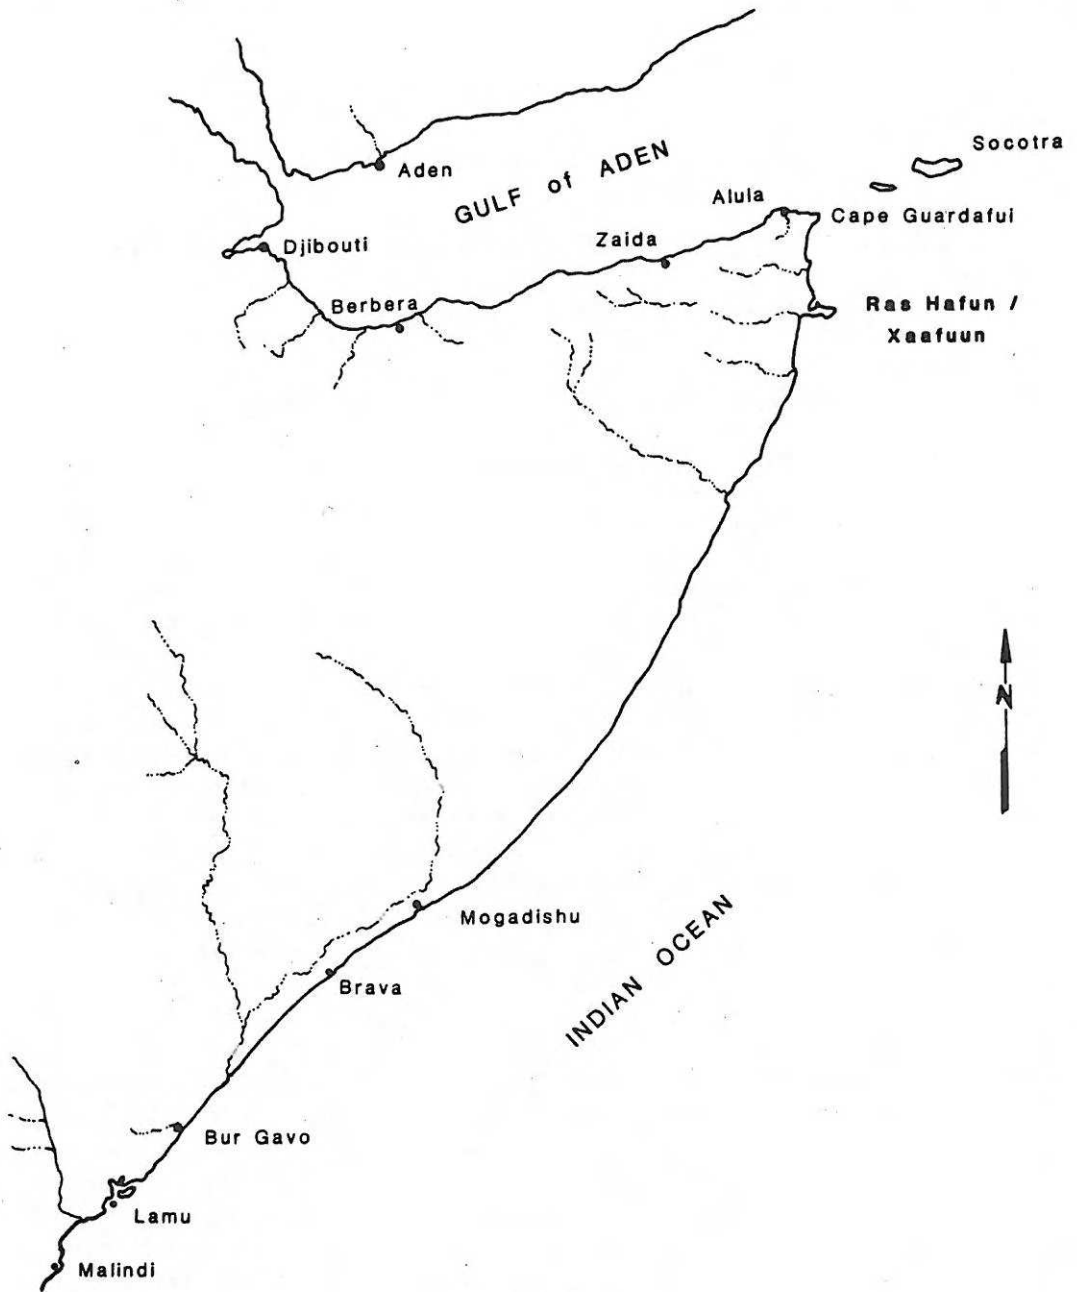 Socotra
Aden
GULF of ADEN
Alula
Cape Guardafui
Djibouti
Zaida
Berbera
Ras Hafun /
Xaafuun
N
Mogadishu
INDIAN OCEAN
Brava
Bur Gavo
Lamu
Malindi